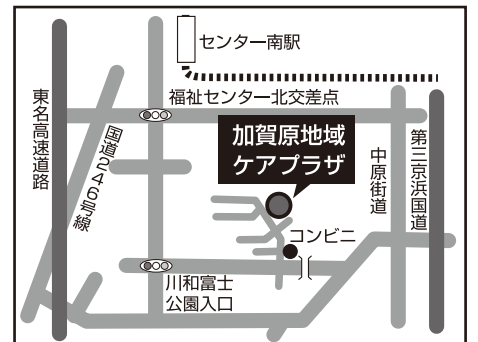 センター南駅
福祉センター北交差点
東名高速道路
国道246号線
加賀原地域
ケアプラザ
中原街道
第三京浜国道
コンビニ
川和富士
公園入口